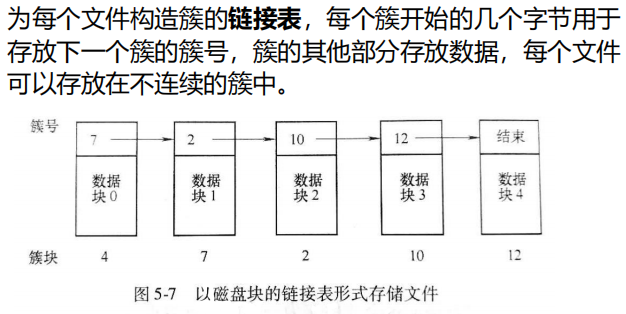 为每个文件构造簇的链接表，每个簇开始的几个字节用于
存放下一个簇的簇号，簇的其他部分存放数据，每个文件
可以存放在不连续的簇中。
簇号 7 2 10 12 结束
数据 数据 数据 数据 数据
块 0 块 1 块 2 块 3 块 4
簇块 4 7 2 10 12
图 5-7 以磁盘块的链接表形式存储文件